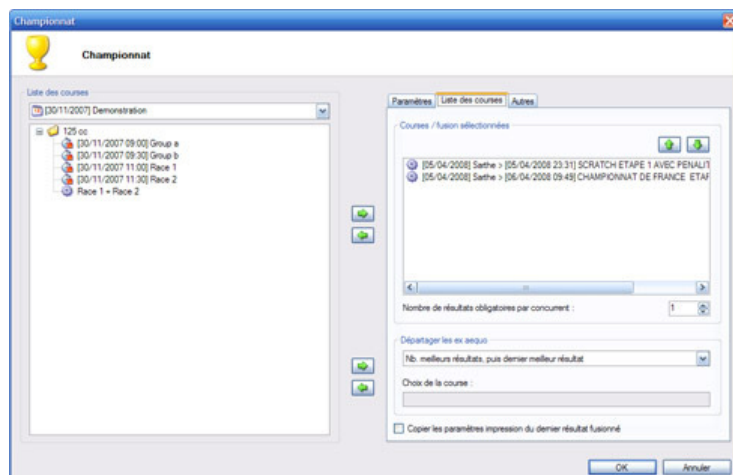 Championnat
Championnat
Liste des courses
[30/11/2007] Demonstration
125 cc
[30/11/2007 09:00] Group a
[30/11/2007 09:30] Group b
[30/11/2007 11:00] Race 1
[30/11/2007 11:30] Race 2
Race 1 + Race 2
Paramètres
Liste des courses
Autres
Courses / fusion sélectionnées
[05/04/2008] Sarthe > [05/04/2008 23:31] SCRATCH ETAPE 1 AVEC PENALIT
[05/04/2008] Sarthe > [06/04/2008 09:49] CHAMPIONNAT DE FRANCE ETAF
Nombre de résultats obligatoires par concurrent :
1
Départager les ex aequo
Nb. meilleurs résultats, puis dernier meilleur résultat
Choix de la course :
Copier les paramètres impression du dernier résultat fusionné
OK
Annuler